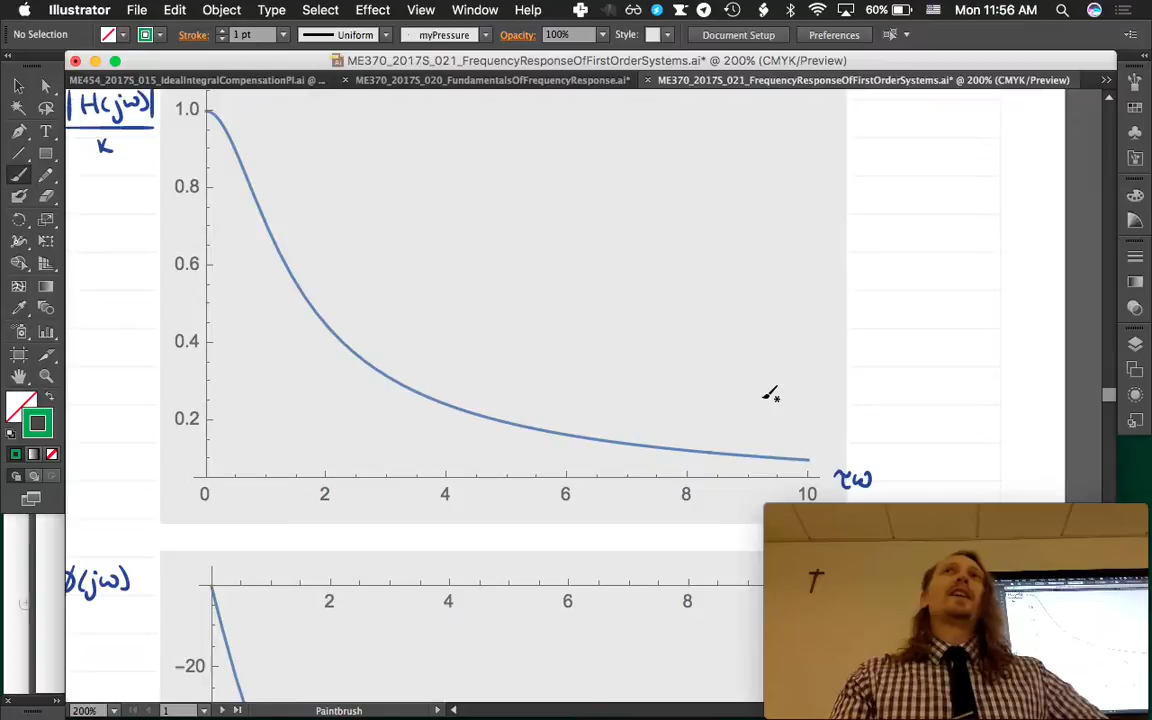 Illustrator File Edit Object Type Select Effect View Window Help 60% Mon 11:56 AM
No Selection Stroke: 1 pt Uniform myPressure Opacity: 100% Style: Document Setup Preferences
ME370_2017S_021_FrequencyResponseOfFirstOrderSystems.ai* @ 200% (CMYK/Preview)
ME454_2017S_015_IdealIntegralCompensationPI.ai @ ... ME370_2017S_020_FundamentalsOfFrequencyResponse.ai* ME370_2017S_021_FrequencyResponseOfFirstOrderSystems.ai* @ 200% (CMYK/Preview)
|H(jω)|
K
1.0
0.8
0.6
0.4
0.2
0 2 4 6 8 10 τω
ϕ(jω)
2 4 6 8
−20
200% 1 Paintbrush